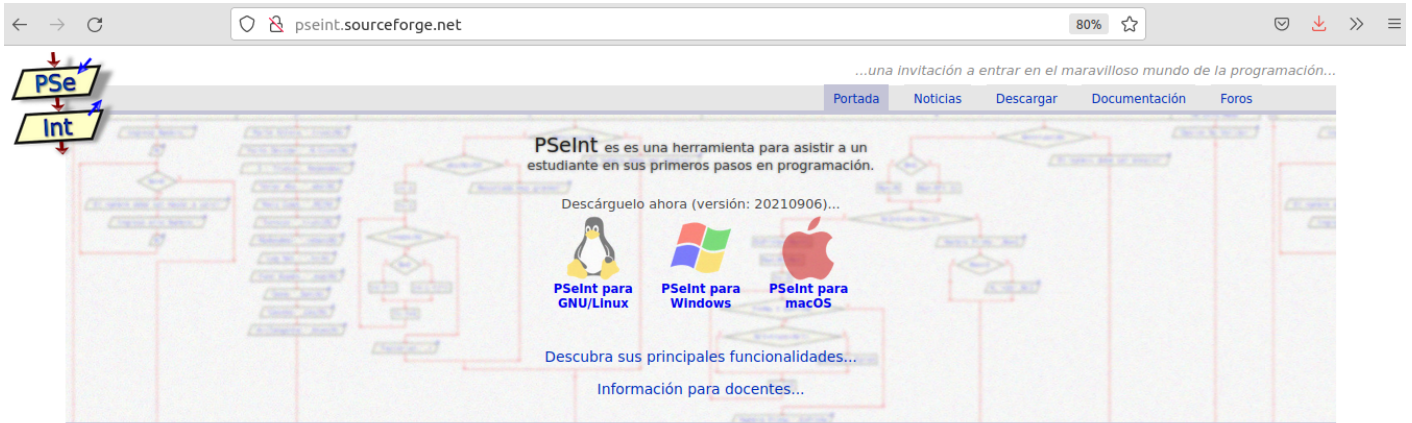 pseint.sourceforge.net
80%
PSe
Int
...una invitación a entrar en el maravilloso mundo de la programación...
Portada Noticias Descargar Documentación Foros
PSeInt es es una herramienta para asistir a un
estudiante en sus primeros pasos en programación.
Descárguelo ahora (versión: 20210906)...
PSeInt para
GNU/Linux
PSeInt para
Windows
PSeInt para
macOS
Descubra sus principales funcionalidades...
Información para docentes...